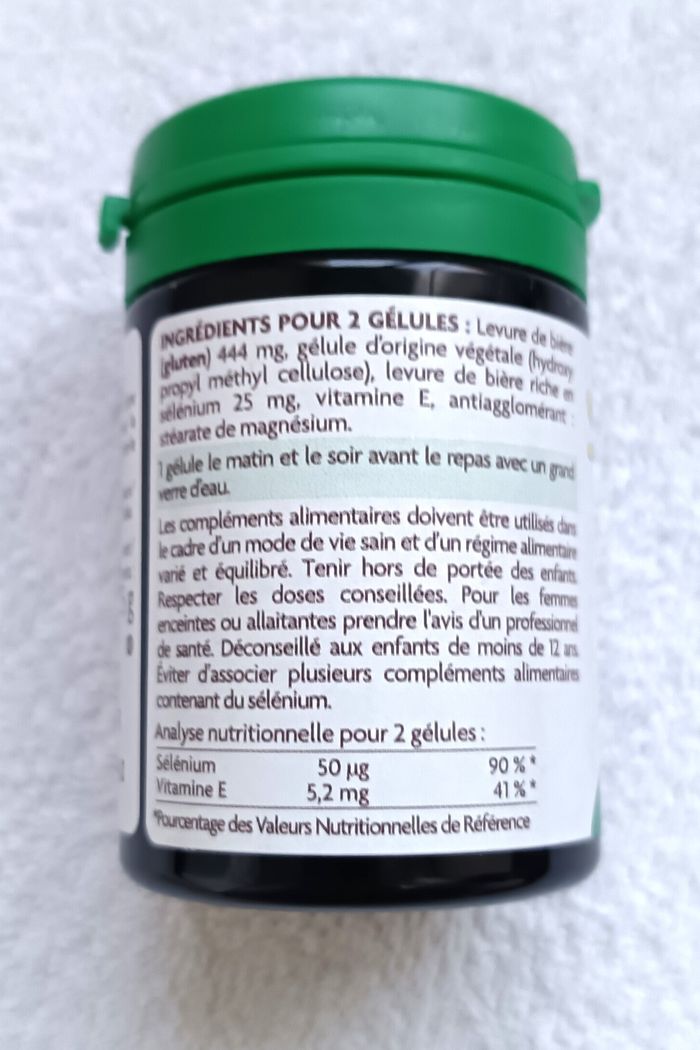 INGRÉDIENTS POUR 2 GÉLULES : Levure de bière
(gluten) 444 mg, gélule d'origine végétale (hydroxy
propyl méthyl cellulose), levure de bière riche en
sélénium 25 mg, vitamine E, antiagglomérant :
stéarate de magnésium.
1 gélule le matin et le soir avant le repas avec un grand
verre d'eau.
Les compléments alimentaires doivent être utilisés dans
le cadre d'un mode de vie sain et d'un régime alimentaire
varié et équilibré. Tenir hors de portée des enfants.
Respecter les doses conseillées. Pour les femmes
enceintes ou allaitantes prendre l'avis d'un professionnel
de santé. Déconseillé aux enfants de moins de 12 ans.
Éviter d'associer plusieurs compléments alimentaires
contenant du sélénium.
Analyse nutritionnelle pour 2 gélules :
Sélénium 50 µg 90 % *
Vitamine E 5,2 mg 41 % *
*Pourcentage des Valeurs Nutritionnelles de Référence